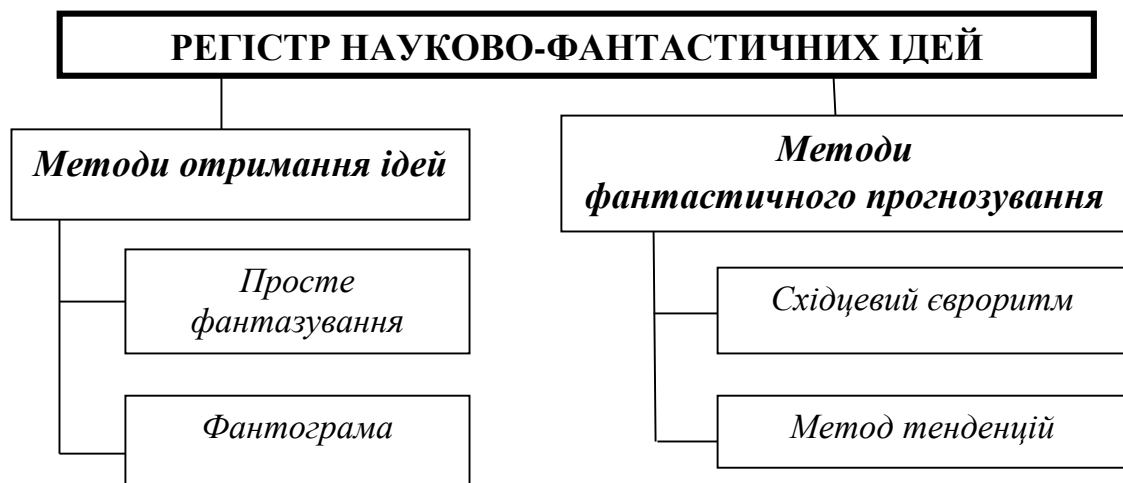 РЕГІСТР НАУКОВО-ФАНТАСТИЧНИХ ІДЕЙ
Методи отримання ідей
Просте
фантазування
Фантограма
Методи
фантастичного прогнозування
Східцевий євроритм
Метод тенденцій